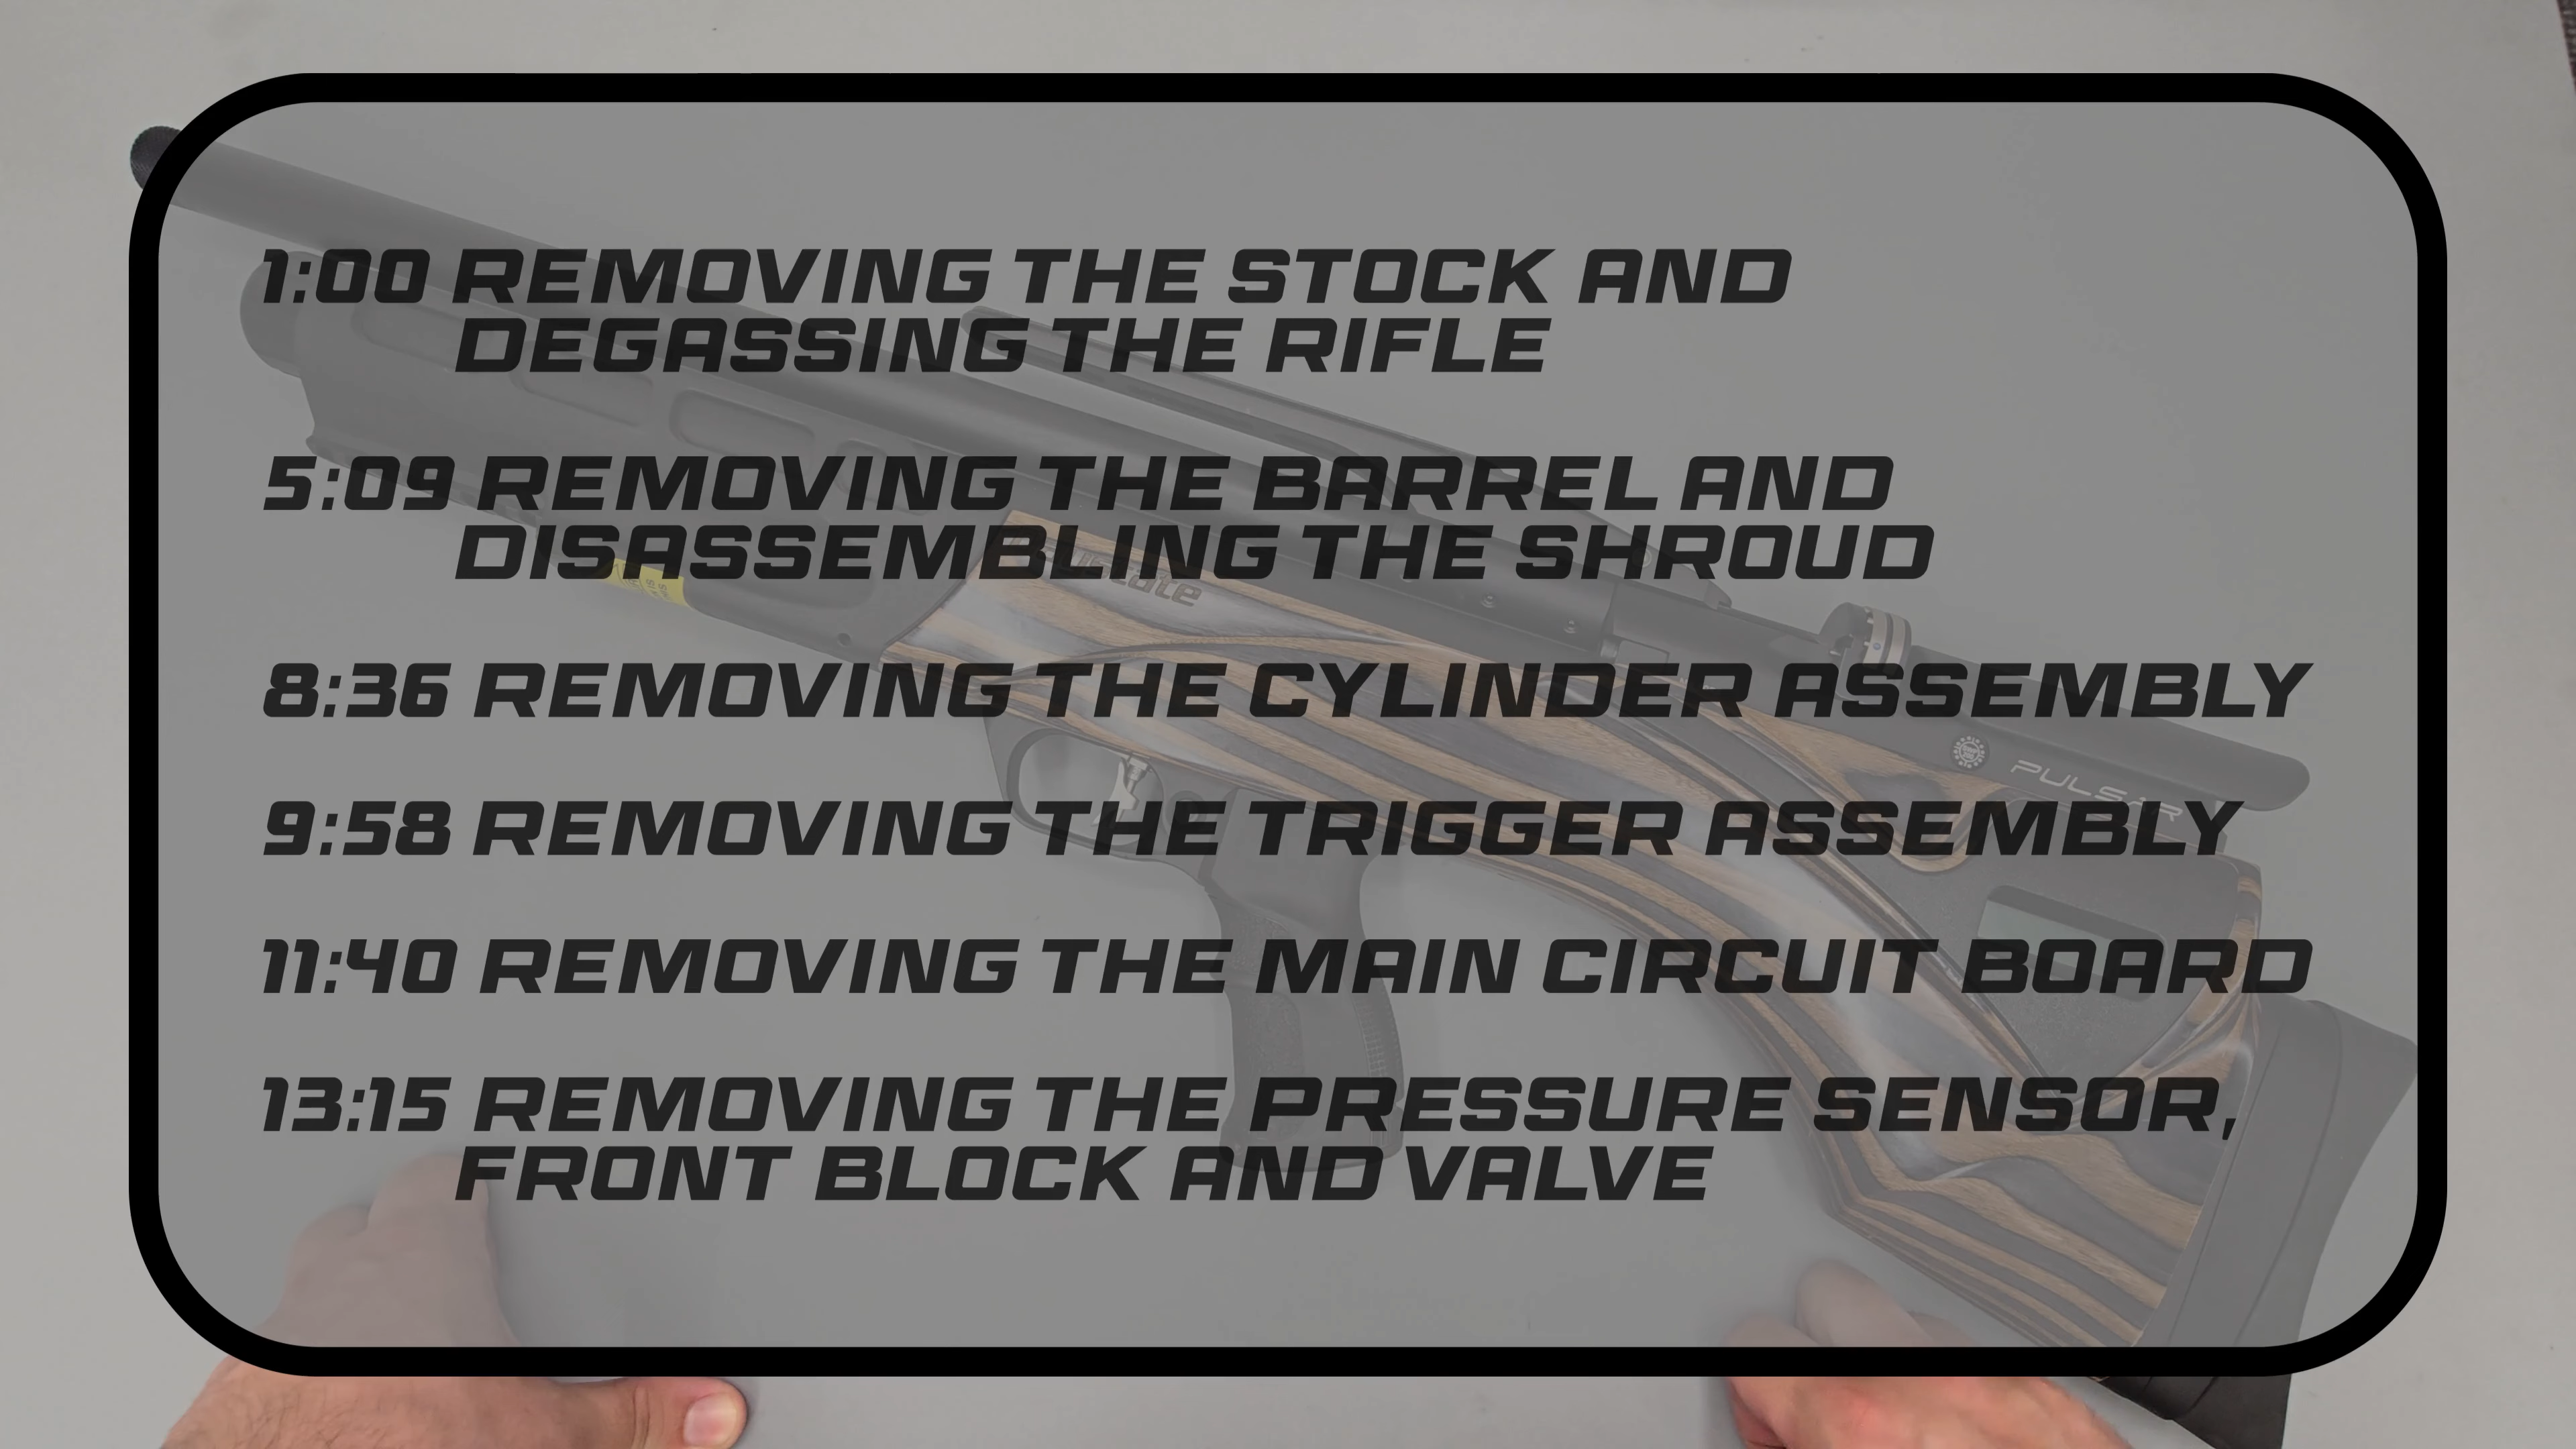 1:00 REMOVING THE STOCK AND
DEGASSING THE RIFLE
5:09 REMOVING THE BARREL AND
DISASSEMBLING THE SHROUD
8:36 REMOVING THE CYLINDER ASSEMBLY
9:58 REMOVING THE TRIGGER ASSEMBLY
PULSAR
11:40 REMOVING THE MAIN CIRCUIT BOARD
13:15 REMOVING THE PRESSURE SENSOR,
FRONT BLOCK AND VALVE